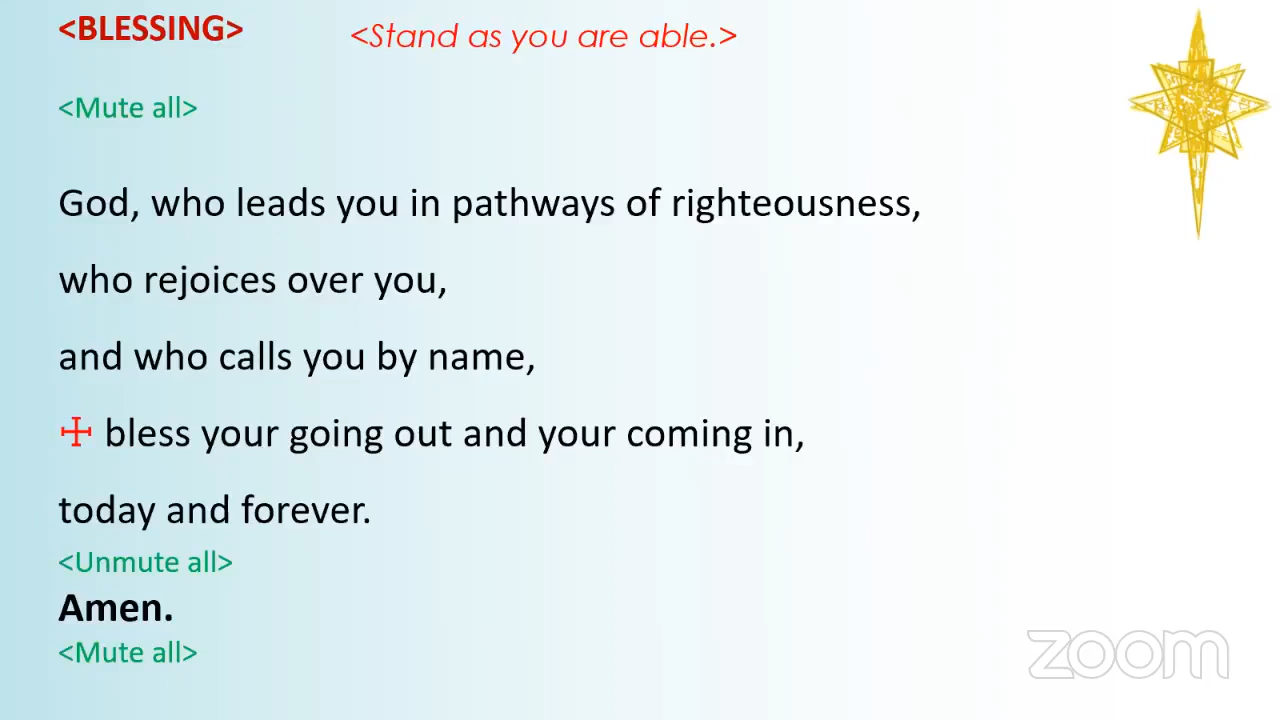 <BLESSING> <Stand as you are able.>
<Mute all>
God, who leads you in pathways of righteousness,
who rejoices over you,
and who calls you by name,
☩ bless your going out and your coming in,
today and forever.
<Unmute all>
Amen.
<Mute all>
zoom